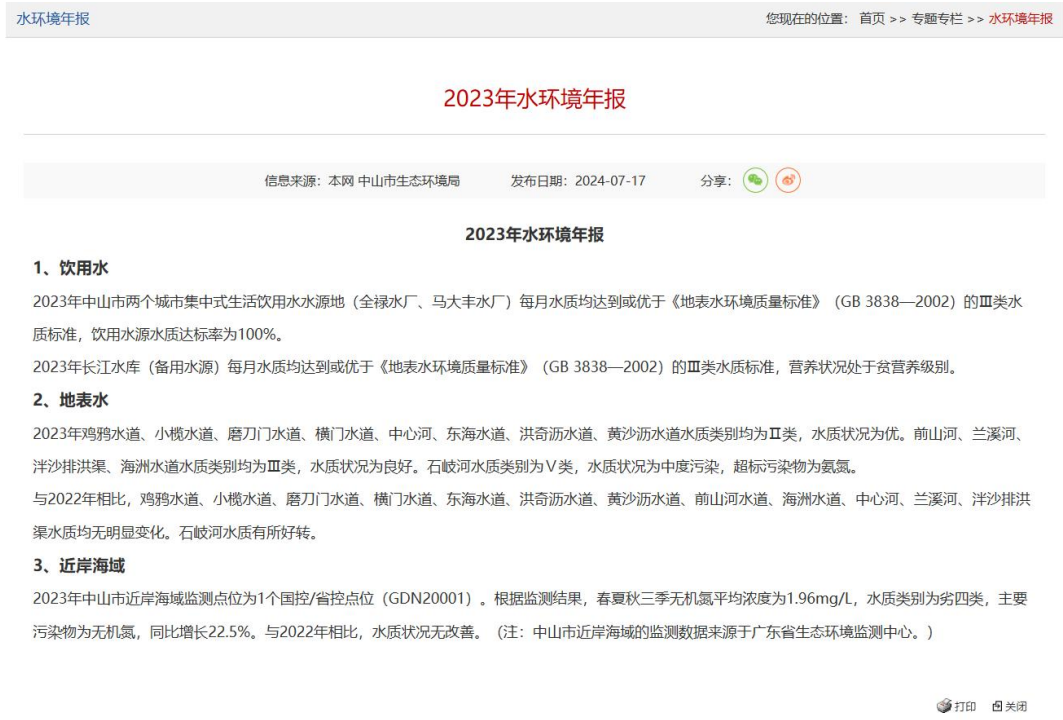 水环境年报
您现在的位置： 首页 >> 专题专栏 >> 水环境年报
2023年水环境年报
信息来源：本网 中山市生态环境局 发布日期：2024-07-17 分享：
2023年水环境年报
1、饮用水
2023年中山市两个城市集中式生活饮用水水源地（全禄水厂、马大丰水厂）每月水质均达到或优于《地表水环境质量标准》（GB 3838—2002）的Ⅲ类水
质标准，饮用水源水质达标率为100%。
2023年长江水库（备用水源）每月水质均达到或优于《地表水环境质量标准》（GB 3838—2002）的Ⅲ类水质标准，营养状况处于贫营养级别。
2、地表水
2023年鸡鸦水道、小榄水道、磨刀门水道、横门水道、中心河、东海水道、洪奇沥水道、黄沙沥水道水质类别均为Ⅱ类，水质状况为优。前山河、兰溪河、
泮沙排洪渠、海洲水道水质类别均为Ⅲ类，水质状况为良好。石岐河水质类别为Ⅴ类，水质状况为中度污染，超标污染物为氨氮。
与2022年相比，鸡鸦水道、小榄水道、磨刀门水道、横门水道、东海水道、洪奇沥水道、黄沙沥水道、前山河水道、海洲水道、中心河、兰溪河、泮沙排洪
渠水质均无明显变化。石岐河水质有所好转。
3、近岸海域
2023年中山市近岸海域监测点位为1个国控/省控点位（GDN20001）。根据监测结果，春夏秋三季无机氮平均浓度为1.96mg/L，水质类别为劣四类，主要
污染物为无机氮，同比增长22.5%。与2022年相比，水质状况无改善。（注：中山市近岸海域的监测数据来源于广东省生态环境监测中心。）
打印 关闭